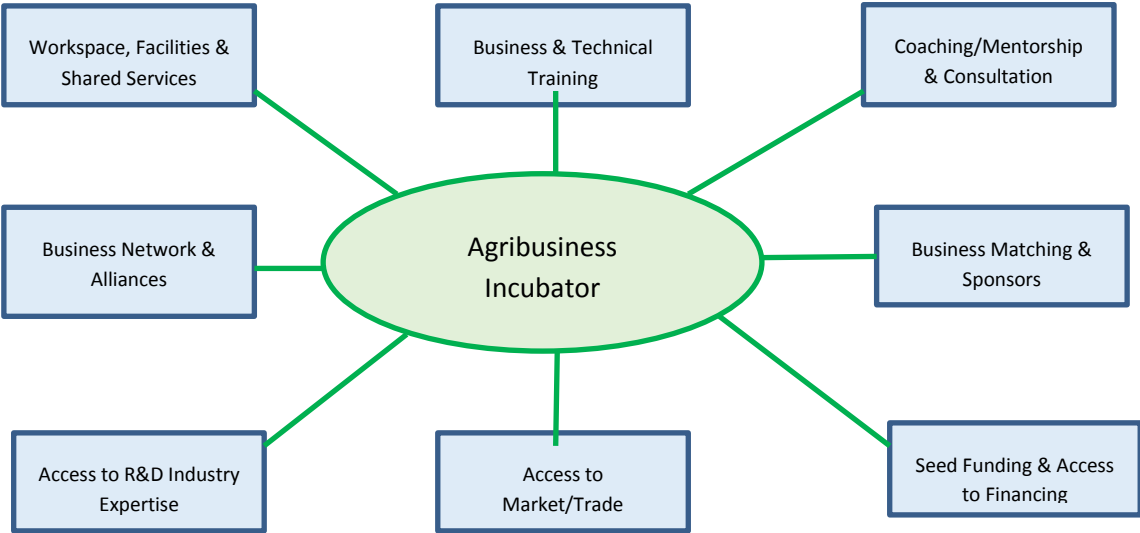 Workspace, Facilities &
Shared Services
Business & Technical
Training
Coaching/Mentorship
& Consultation
Business Network &
Alliances
Agribusiness
Incubator
Business Matching &
Sponsors
Access to R&D Industry
Expertise
Access to
Market/Trade
Seed Funding & Access
to Financing